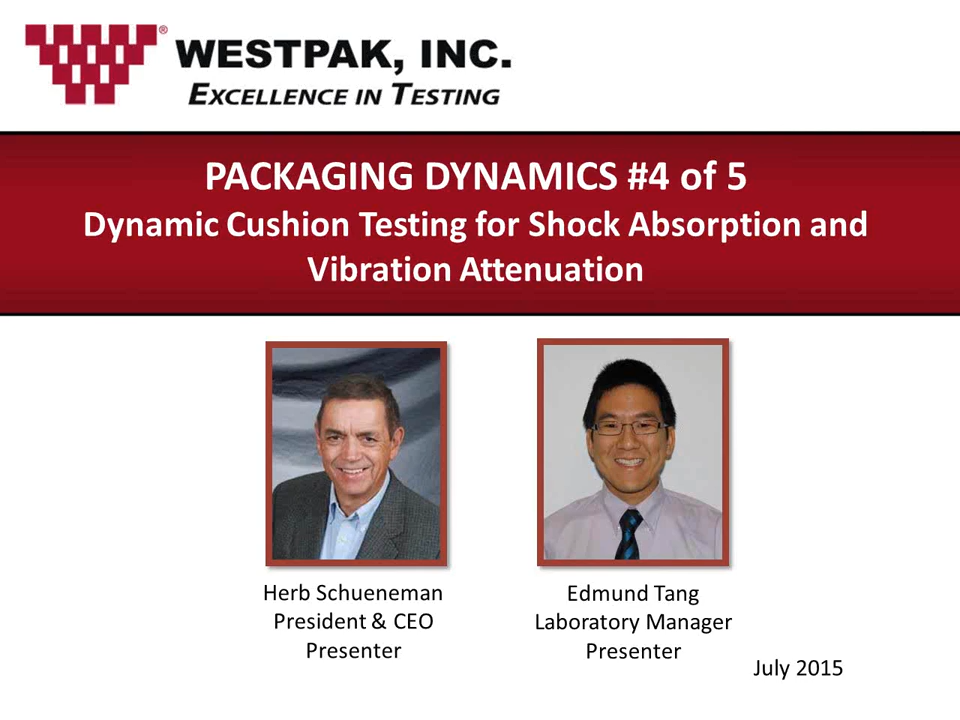 WESTPAK, INC.
®
EXCELLENCE IN TESTING
PACKAGING DYNAMICS #4 of 5
Dynamic Cushion Testing for Shock Absorption and
Vibration Attenuation
Herb Schueneman
President & CEO
Presenter
Edmund Tang
Laboratory Manager
Presenter
July 2015